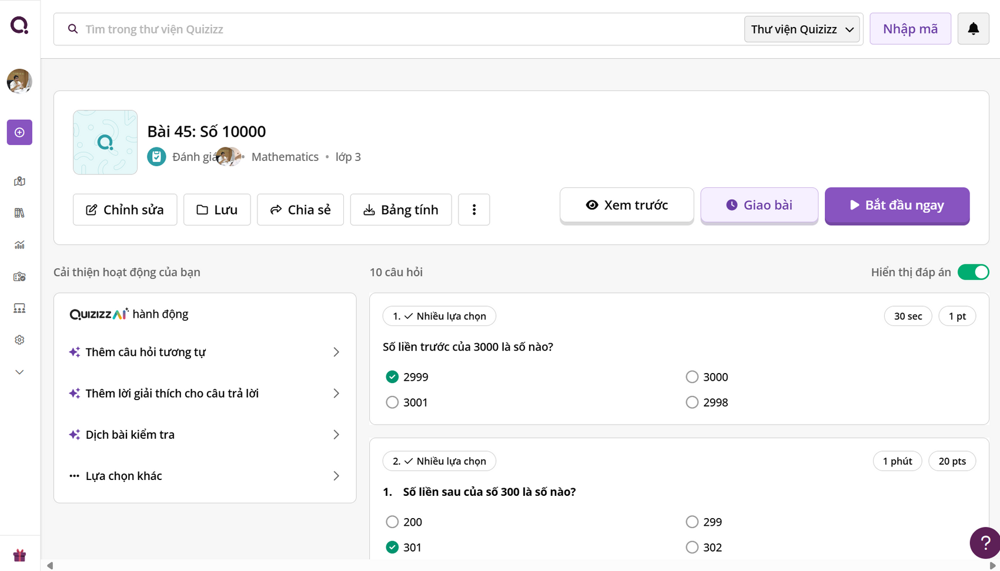 Tìm trong thư viện Quizizz
Thư viện Quizizz
Nhập mã
Bài 45: Số 10000
Đánh giá • Mathematics • lớp 3
Chỉnh sửa
Lưu
Chia sẻ
Bảng tính
Xem trước
Giao bài
Bắt đầu ngay
Cải thiện hoạt động của bạn
QUIZIZZ AI hành động
Thêm câu hỏi tương tự
Thêm lời giải thích cho câu trả lời
Dịch bài kiểm tra
Lựa chọn khác
10 câu hỏi
Hiển thị đáp án
1. Nhiều lựa chọn
30 sec
1 pt
Số liền trước của 3000 là số nào?
2999
3000
3001
2998
2. Nhiều lựa chọn
1 phút
20 pts
1. Số liền sau của số 300 là số nào?
200
299
301
302
?